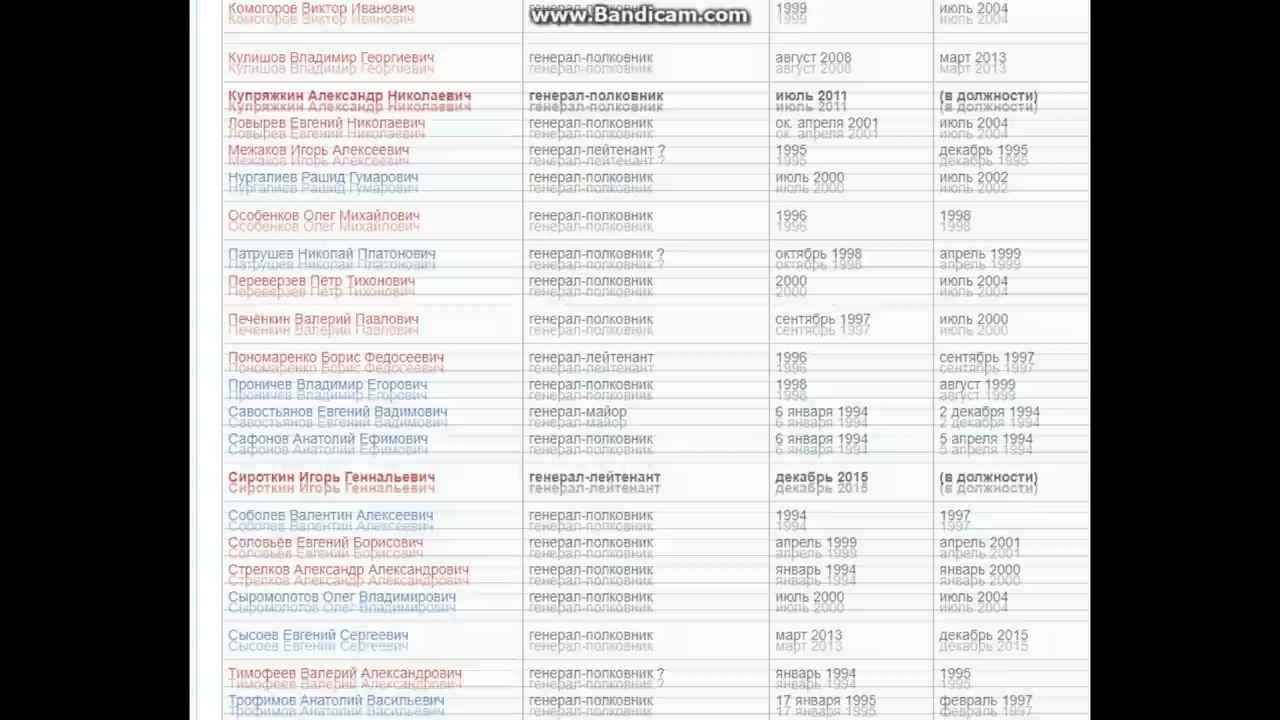 www.Bandicam.com
Комогоров Виктор Иванович генерал-полковник 1999 июль 2004
Кулишов Владимир Георгиевич генерал-полковник август 2008 март 2013
Купряжкин Александр Николаевич генерал-полковник июль 2011 (в должности)
Ловырев Евгений Николаевич генерал-полковник ок. апреля 2001 июль 2004
Межаков Игорь Алексеевич генерал-лейтенант ? 1995 декабрь 1995
Нургалиев Рашид Гумарович генерал-полковник июль 2000 июль 2002
Особенков Олег Михайлович генерал-полковник 1996 1998
Патрушев Николай Платонович генерал-полковник ? октябрь 1998 апрель 1999
Переверзев Пётр Тихонович генерал-полковник 2000 июль 2004
Печёнкин Валерий Павлович генерал-полковник сентябрь 1997 июль 2000
Пономаренко Борис Федосеевич генерал-лейтенант 1996 сентябрь 1997
Проничев Владимир Егорович генерал-полковник 1998 август 1999
Савостьянов Евгений Вадимович генерал-майор 6 января 1994 2 декабря 1994
Сафонов Анатолий Ефимович генерал-полковник 6 января 1994 5 апреля 1994
Сироткин Игорь Геннальевич генерал-лейтенант декабрь 2015 (в должности)
Соболев Валентин Алексеевич генерал-полковник 1994 1997
Соловьёв Евгений Борисович генерал-полковник апрель 1999 апрель 2001
Стрелков Александр Александрович генерал-полковник январь 1994 январь 2000
Сыромолотов Олег Владимирович генерал-полковник июль 2000 июль 2004
Сысоев Евгений Сергеевич генерал-полковник март 2013 декабрь 2015
Тимофеев Валерий Александрович генерал-полковник ? январь 1994 1995
Трофимов Анатолий Васильевич генерал-полковник 17 января 1995 февраль 1997